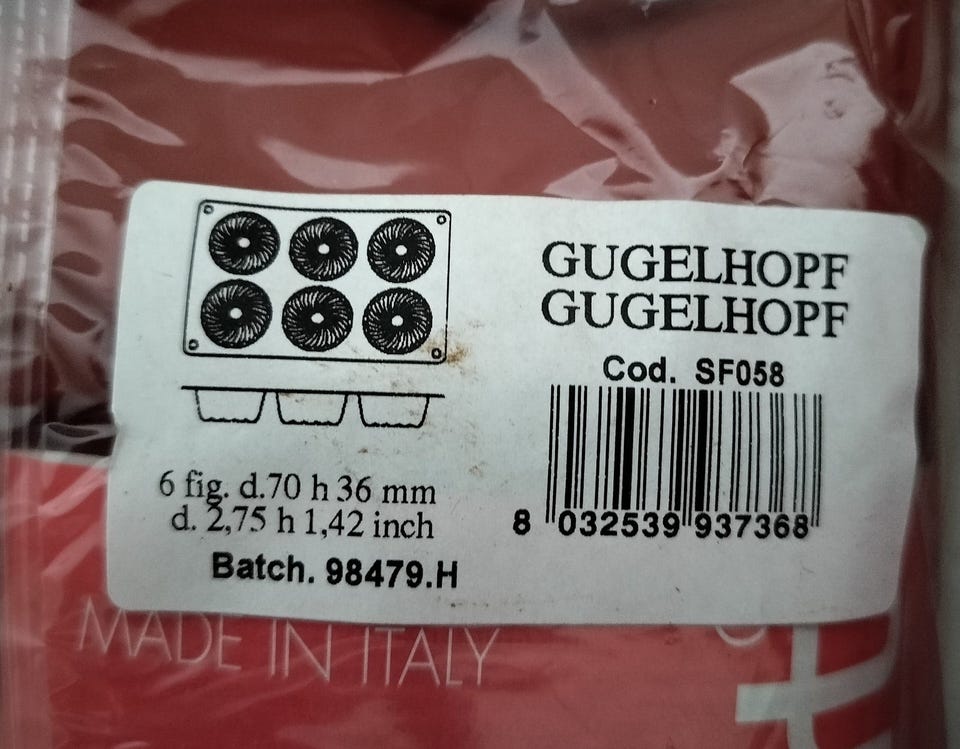 GUGELHOPF
GUGELHOPF
Cod. SF058
8 032539 937368
6 fig. d.70 h 36 mm
d. 2,75 h 1,42 inch
Batch. 98479.H
MADE IN ITALY